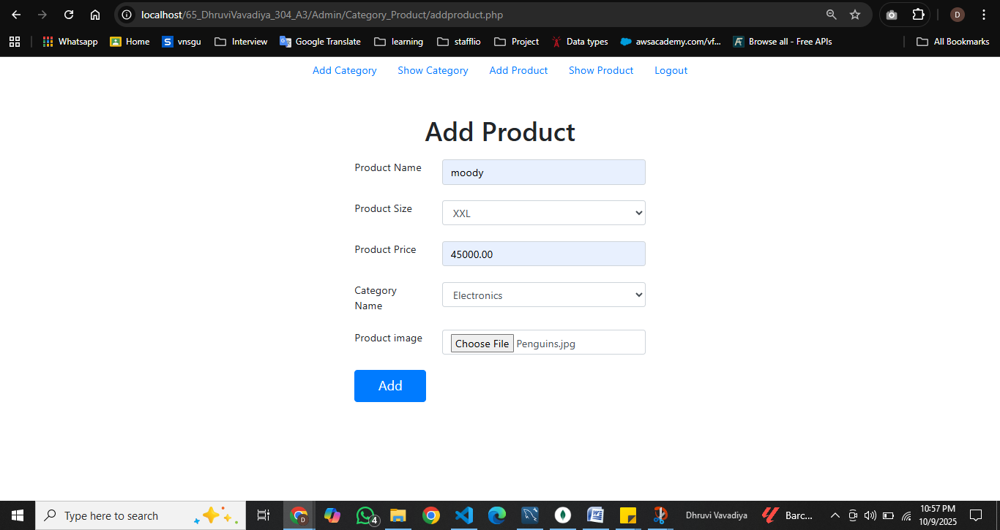 localhost/65_DhruviVavadiya_304_A3/Admin/Category_Product/addproduct.php
D
Whatsapp S vnsgu Home Interview Google Translate learning stafflio Project Data types awsacademy.com/vf... Browse all - Free APIs All Bookmarks
Add Category Show Category Add Product Show Product Logout
Add Product
Product Name moody
Product Size XXL
Product Price 45000.00
Category Name Electronics
Product image Choose File Penguins.jpg
Add
Type here to search D 4 W Dhruvi Vavadiya Barc... 10:57 PM
10/9/2025